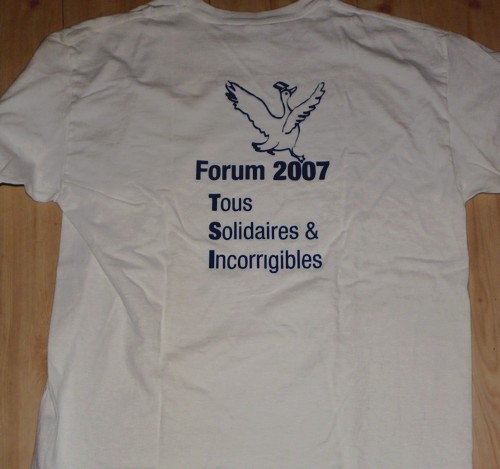 Forum 2007
Tous
Solidaires &
Incorrigibles